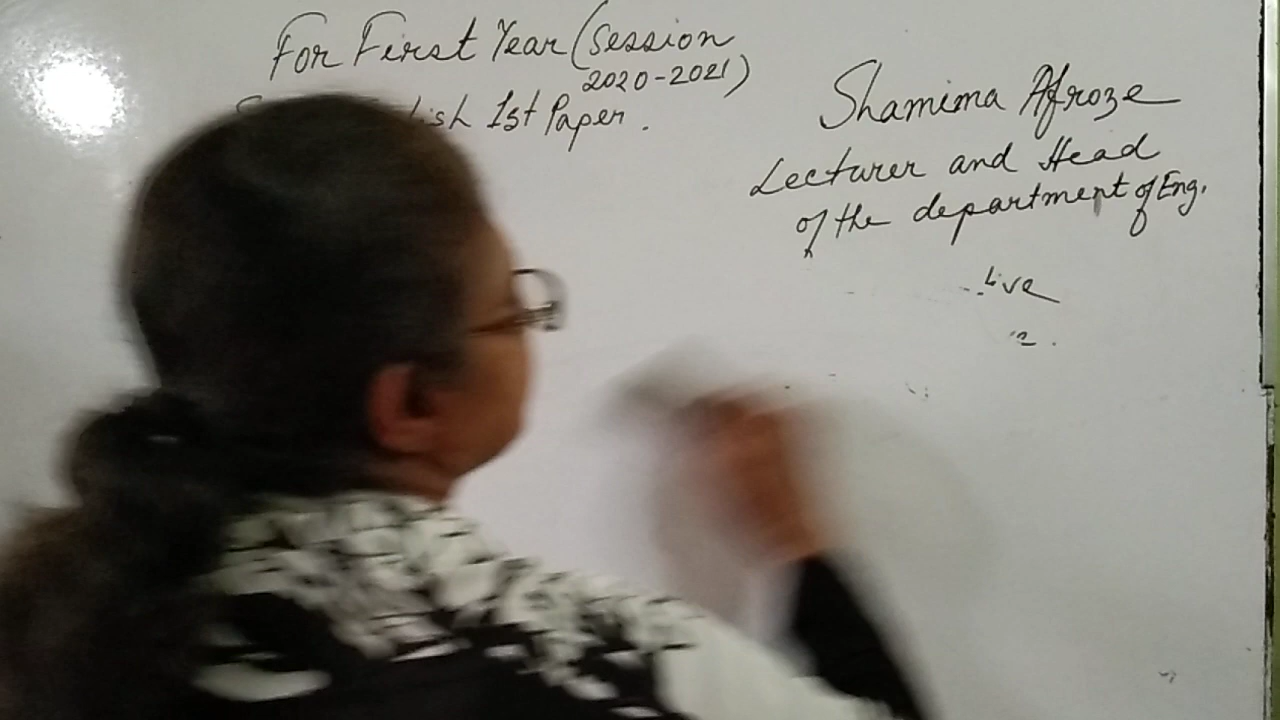 For First Year (Session
2020-2021)
1st Paper.
Shamima Afroze
Lecturer and Head
of the department of Eng.